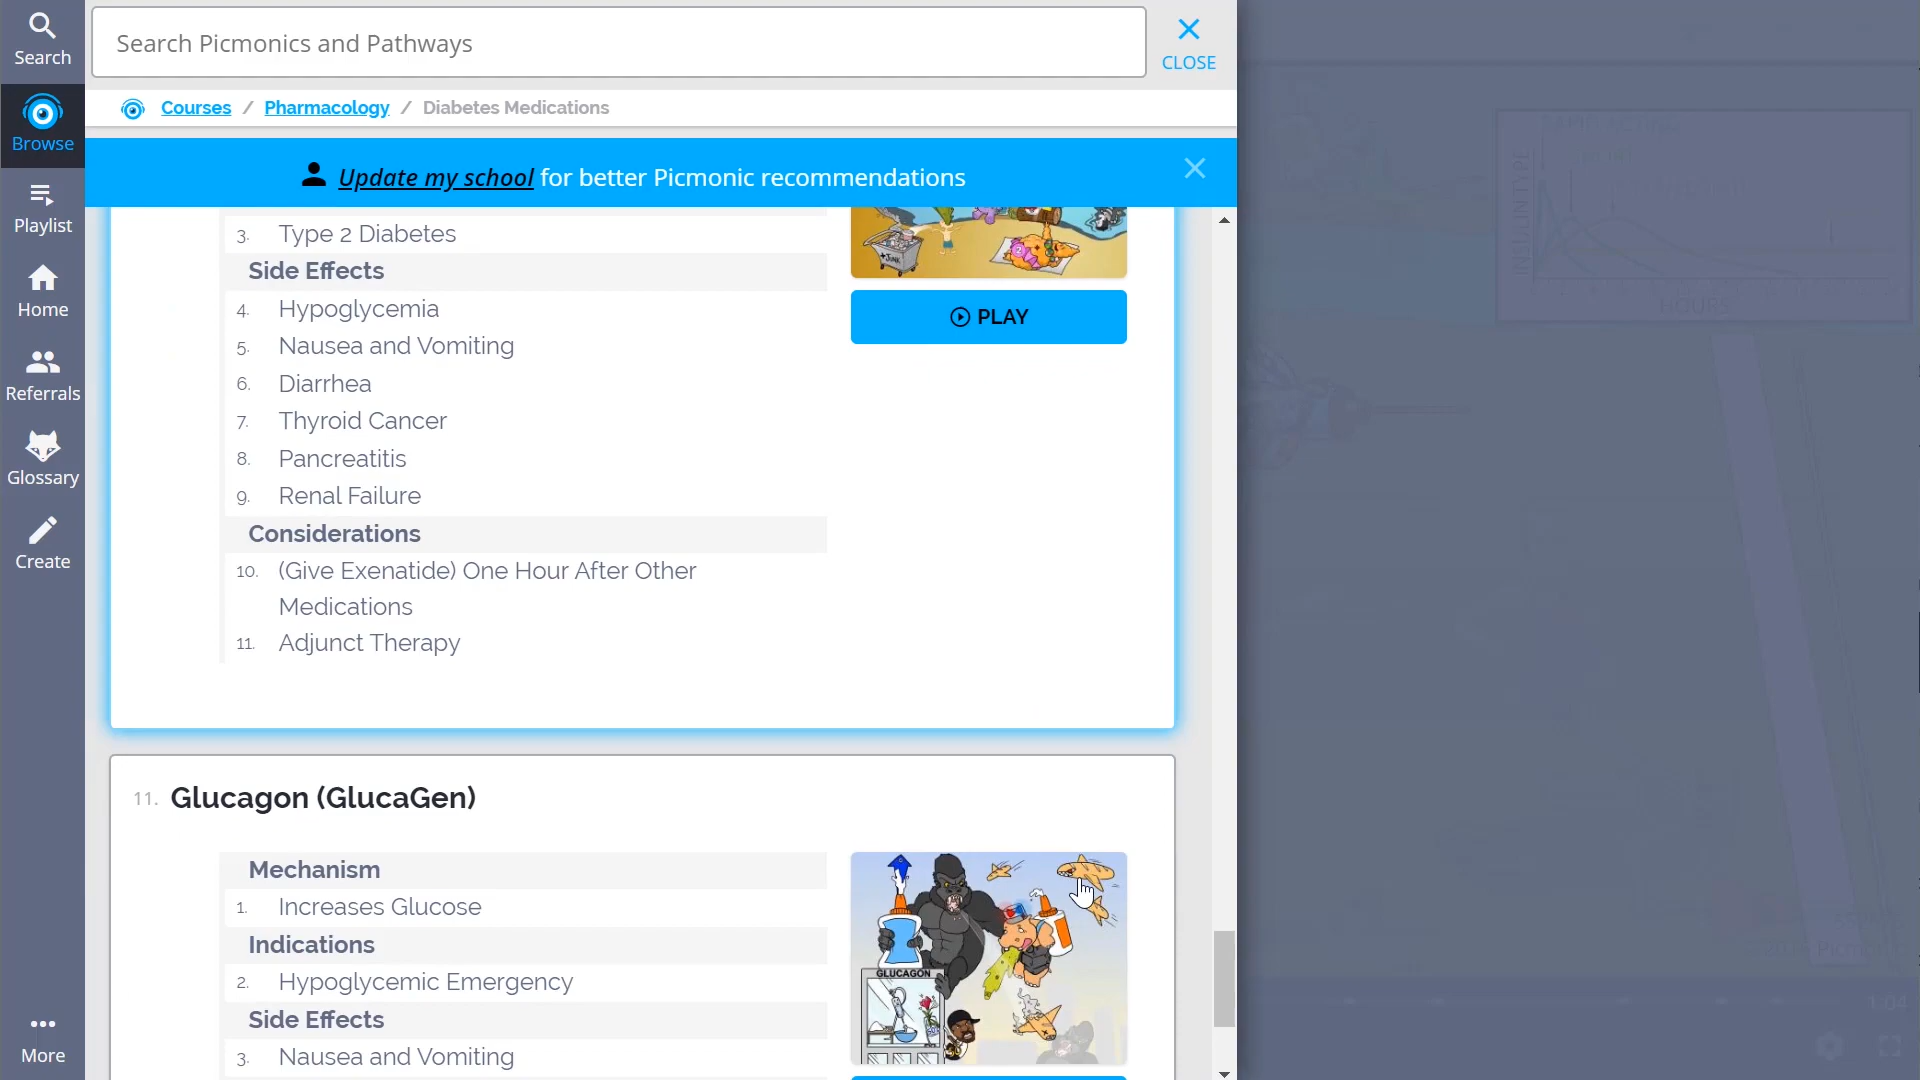 Search
Search Picmonics and Pathways
CLOSE
Browse
Courses / Pharmacology / Diabetes Medications
Update my school for better Picmonic recommendations
Playlist
Home
Referrals
Glossary
Create
More
3. Type 2 Diabetes
Side Effects
4. Hypoglycemia
5. Nausea and Vomiting
6. Diarrhea
7. Thyroid Cancer
8. Pancreatitis
9. Renal Failure
Considerations
10. (Give Exenatide) One Hour After Other
Medications
11. Adjunct Therapy
PLAY
11. Glucagon (GlucaGen)
Mechanism
1. Increases Glucose
Indications
2. Hypoglycemic Emergency
Side Effects
3. Nausea and Vomiting
GLUCAGON
HOURS
1:04